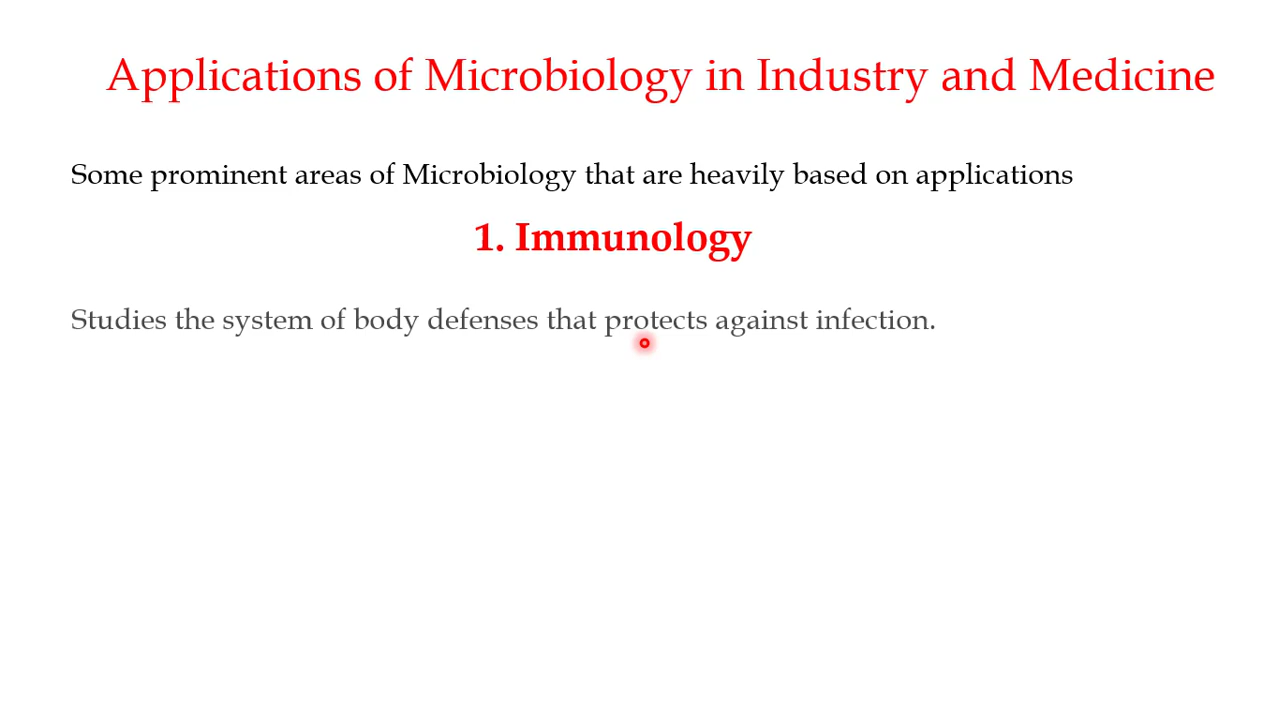 Applications of Microbiology in Industry and Medicine
Some prominent areas of Microbiology that are heavily based on applications
1. Immunology
Studies the system of body defenses that protects against infection.